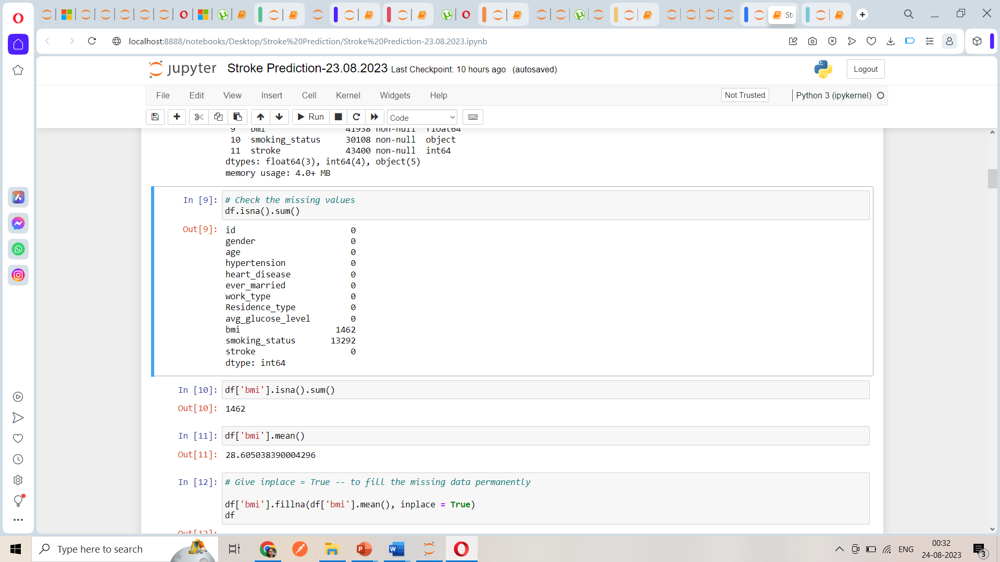 Str
localhost:8888/notebooks/Desktop/Stroke%20Prediction/Stroke%20Prediction-23.08.2023.ipynb
jupyter Stroke Prediction-23.08.2023 Last Checkpoint: 10 hours ago (autosaved)
Logout
File Edit View Insert Cell Kernel Widgets Help
Not Trusted
Python 3 (ipykernel)
Run
Code
9 bmi 41938 non-null float64
10 smoking_status 30108 non-null object
11 stroke 43400 non-null int64
dtypes: float64(3), int64(4), object(5)
memory usage: 4.0+ MB
In [9]: # Check the missing values
df.isna().sum()
Out[9]: id 0
gender 0
age 0
hypertension 0
heart_disease 0
ever_married 0
work_type 0
Residence_type 0
avg_glucose_level 0
bmi 1462
smoking_status 13292
stroke 0
dtype: int64
In [10]: df['bmi'].isna().sum()
Out[10]: 1462
In [11]: df['bmi'].mean()
Out[11]: 28.605038390004296
In [12]: # Give inplace = True -- to fill the missing data permanently
df['bmi'].fillna(df['bmi'].mean(), inplace = True)
df
Out[12]:
Type here to search
ENG
00:32
24-08-2023
3